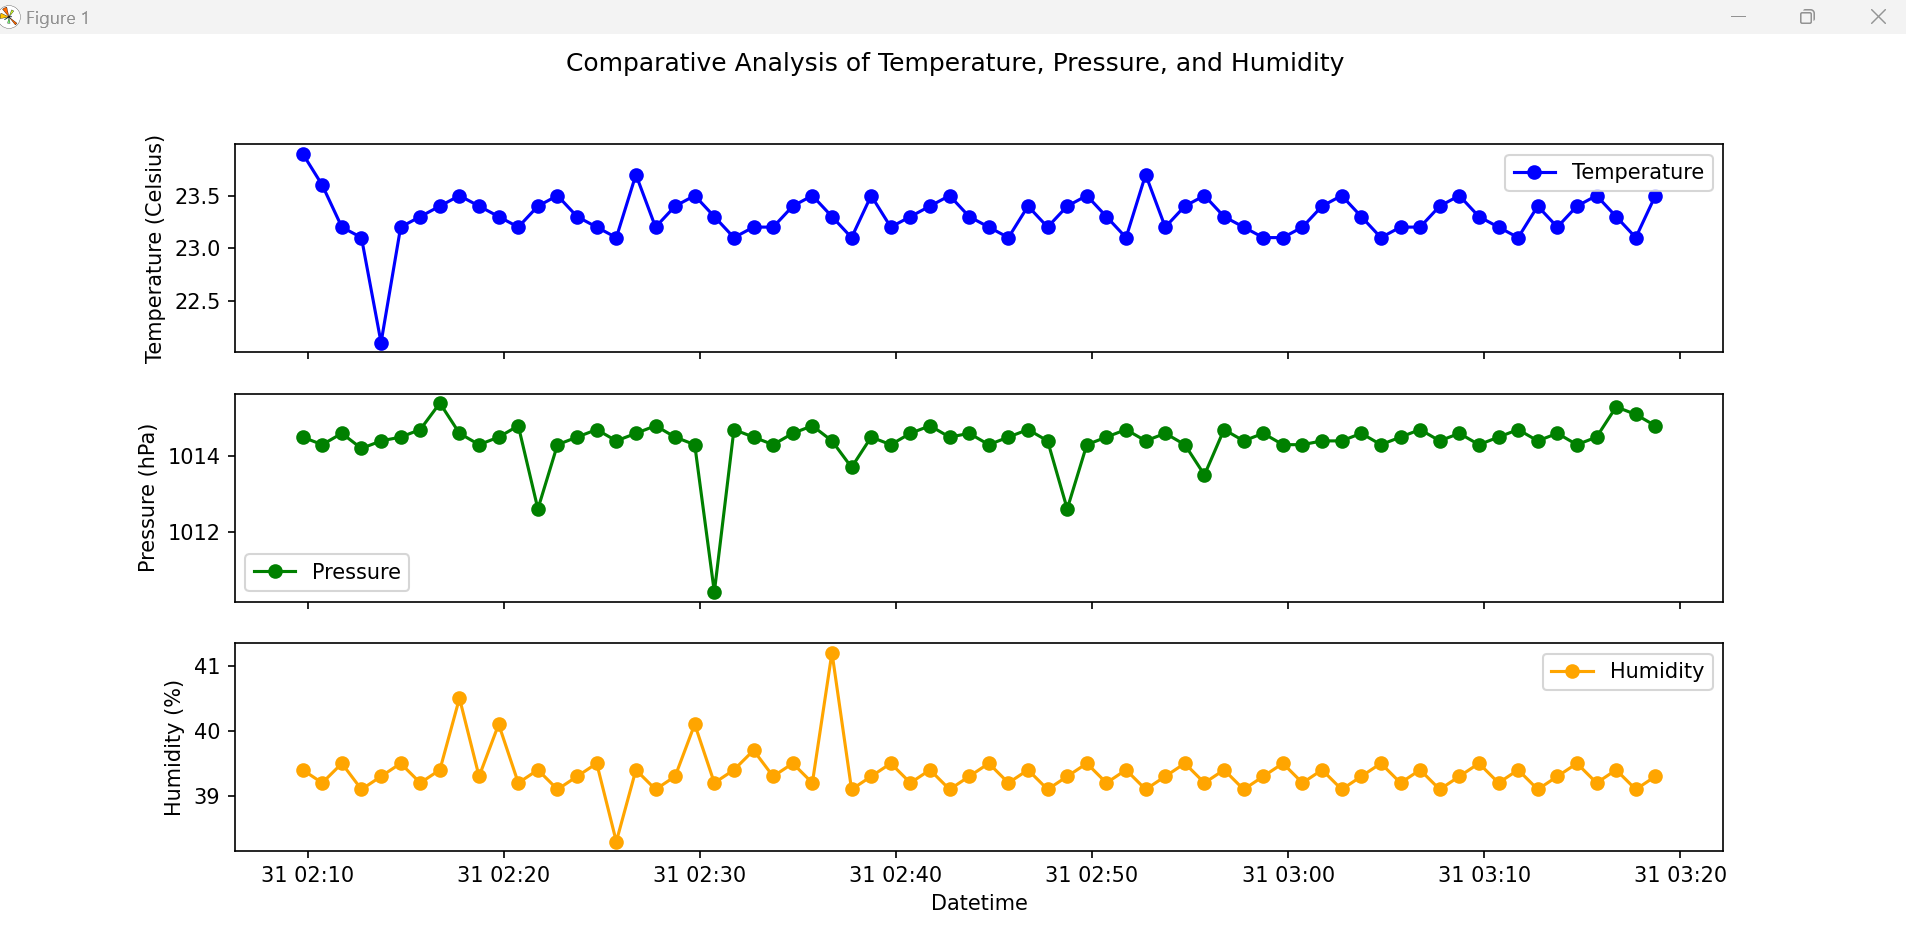 Figure 1
Comparative Analysis of Temperature, Pressure, and Humidity
Temperature (Celsius)
23.5
23.0
22.5
Temperature
Pressure (hPa)
1014
1012
Pressure
Humidity (%)
41
40
39
Humidity
31 02:10 31 02:20 31 02:30 31 02:40 31 02:50 31 03:00 31 03:10 31 03:20
Datetime